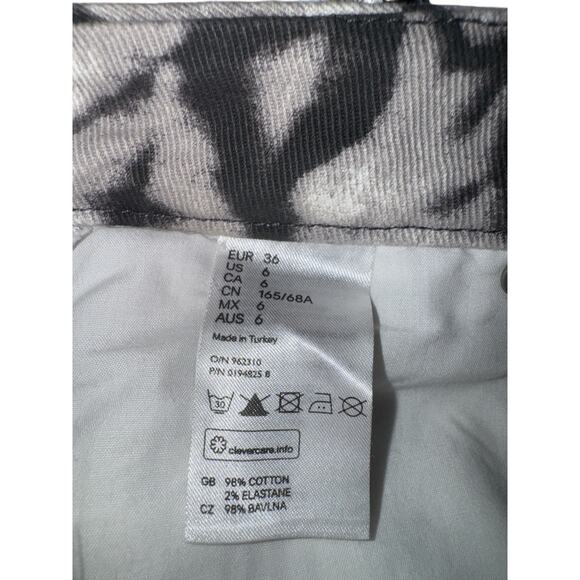 EUR 36
US 6
CA 6
CN 165/68A
MX 6
AUS 6
Made in Turkey
O/N 962310
P/N 0194825 8
30
clevercare.info
GB 98% COTTON
2% ELASTANE
CZ 98% BAVLNA